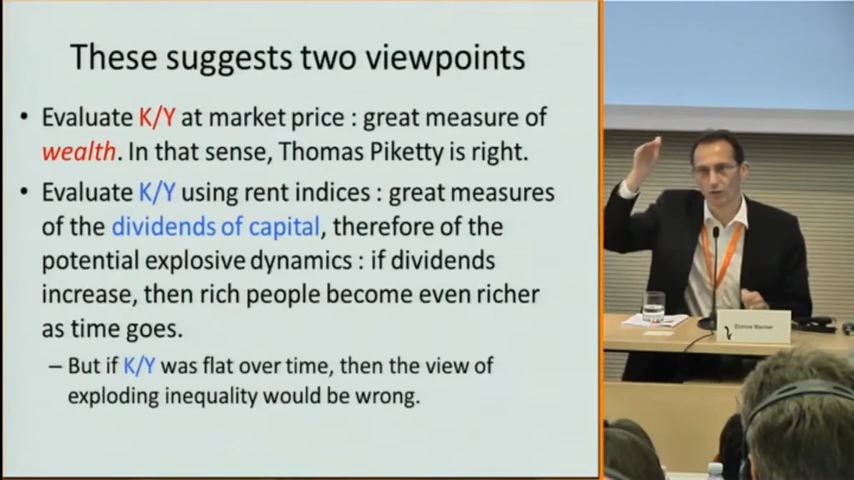 These suggests two viewpoints
• Evaluate K/Y at market price : great measure of
wealth. In that sense, Thomas Piketty is right.
• Evaluate K/Y using rent indices : great measures
of the dividends of capital, therefore of the
potential explosive dynamics : if dividends
increase, then rich people become even richer
as time goes.
– But if K/Y was flat over time, then the view of
exploding inequality would be wrong.
Etienne Wasmer